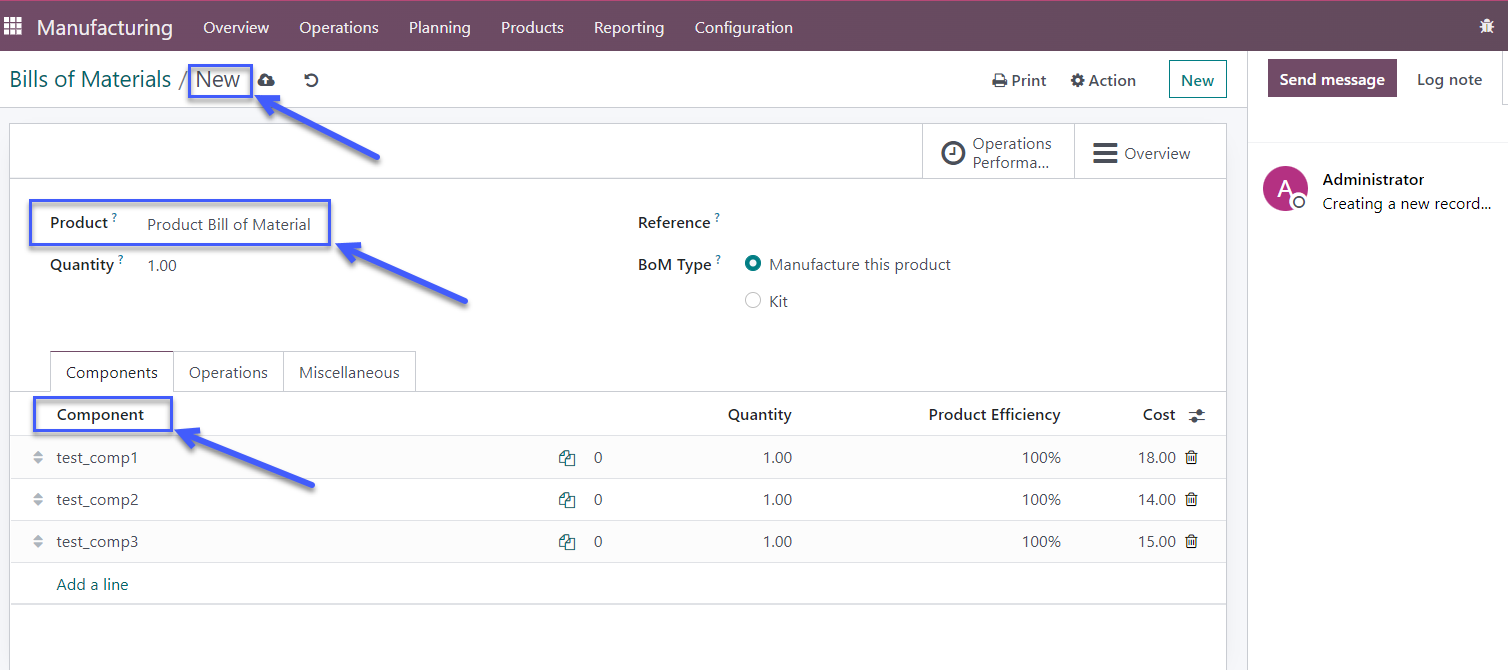 Manufacturing Overview Operations Planning Products Reporting Configuration
Bills of Materials / New Print Action New Send message Log note
Operations
Performa...
Overview
Administrator
Creating a new record...
Product ? Product Bill of Material Reference ?
Quantity ? 1.00 BoM Type ? Manufacture this product
Kit
Components Operations Miscellaneous
Component Quantity Product Efficiency Cost
test_comp1 0 1.00 100% 18.00
test_comp2 0 1.00 100% 14.00
test_comp3 0 1.00 100% 15.00
Add a line
A